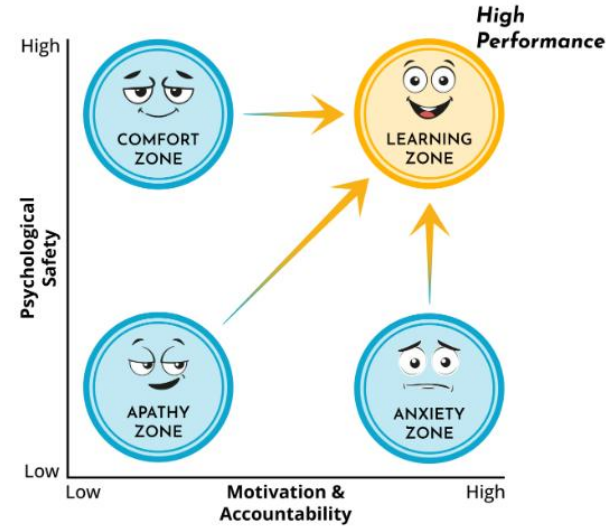 High
Performance
High
COMFORT
ZONE
LEARNING
ZONE
Psychological
Safety
APATHY
ZONE
ANXIETY
ZONE
Low
Low
Motivation &
Accountability
High